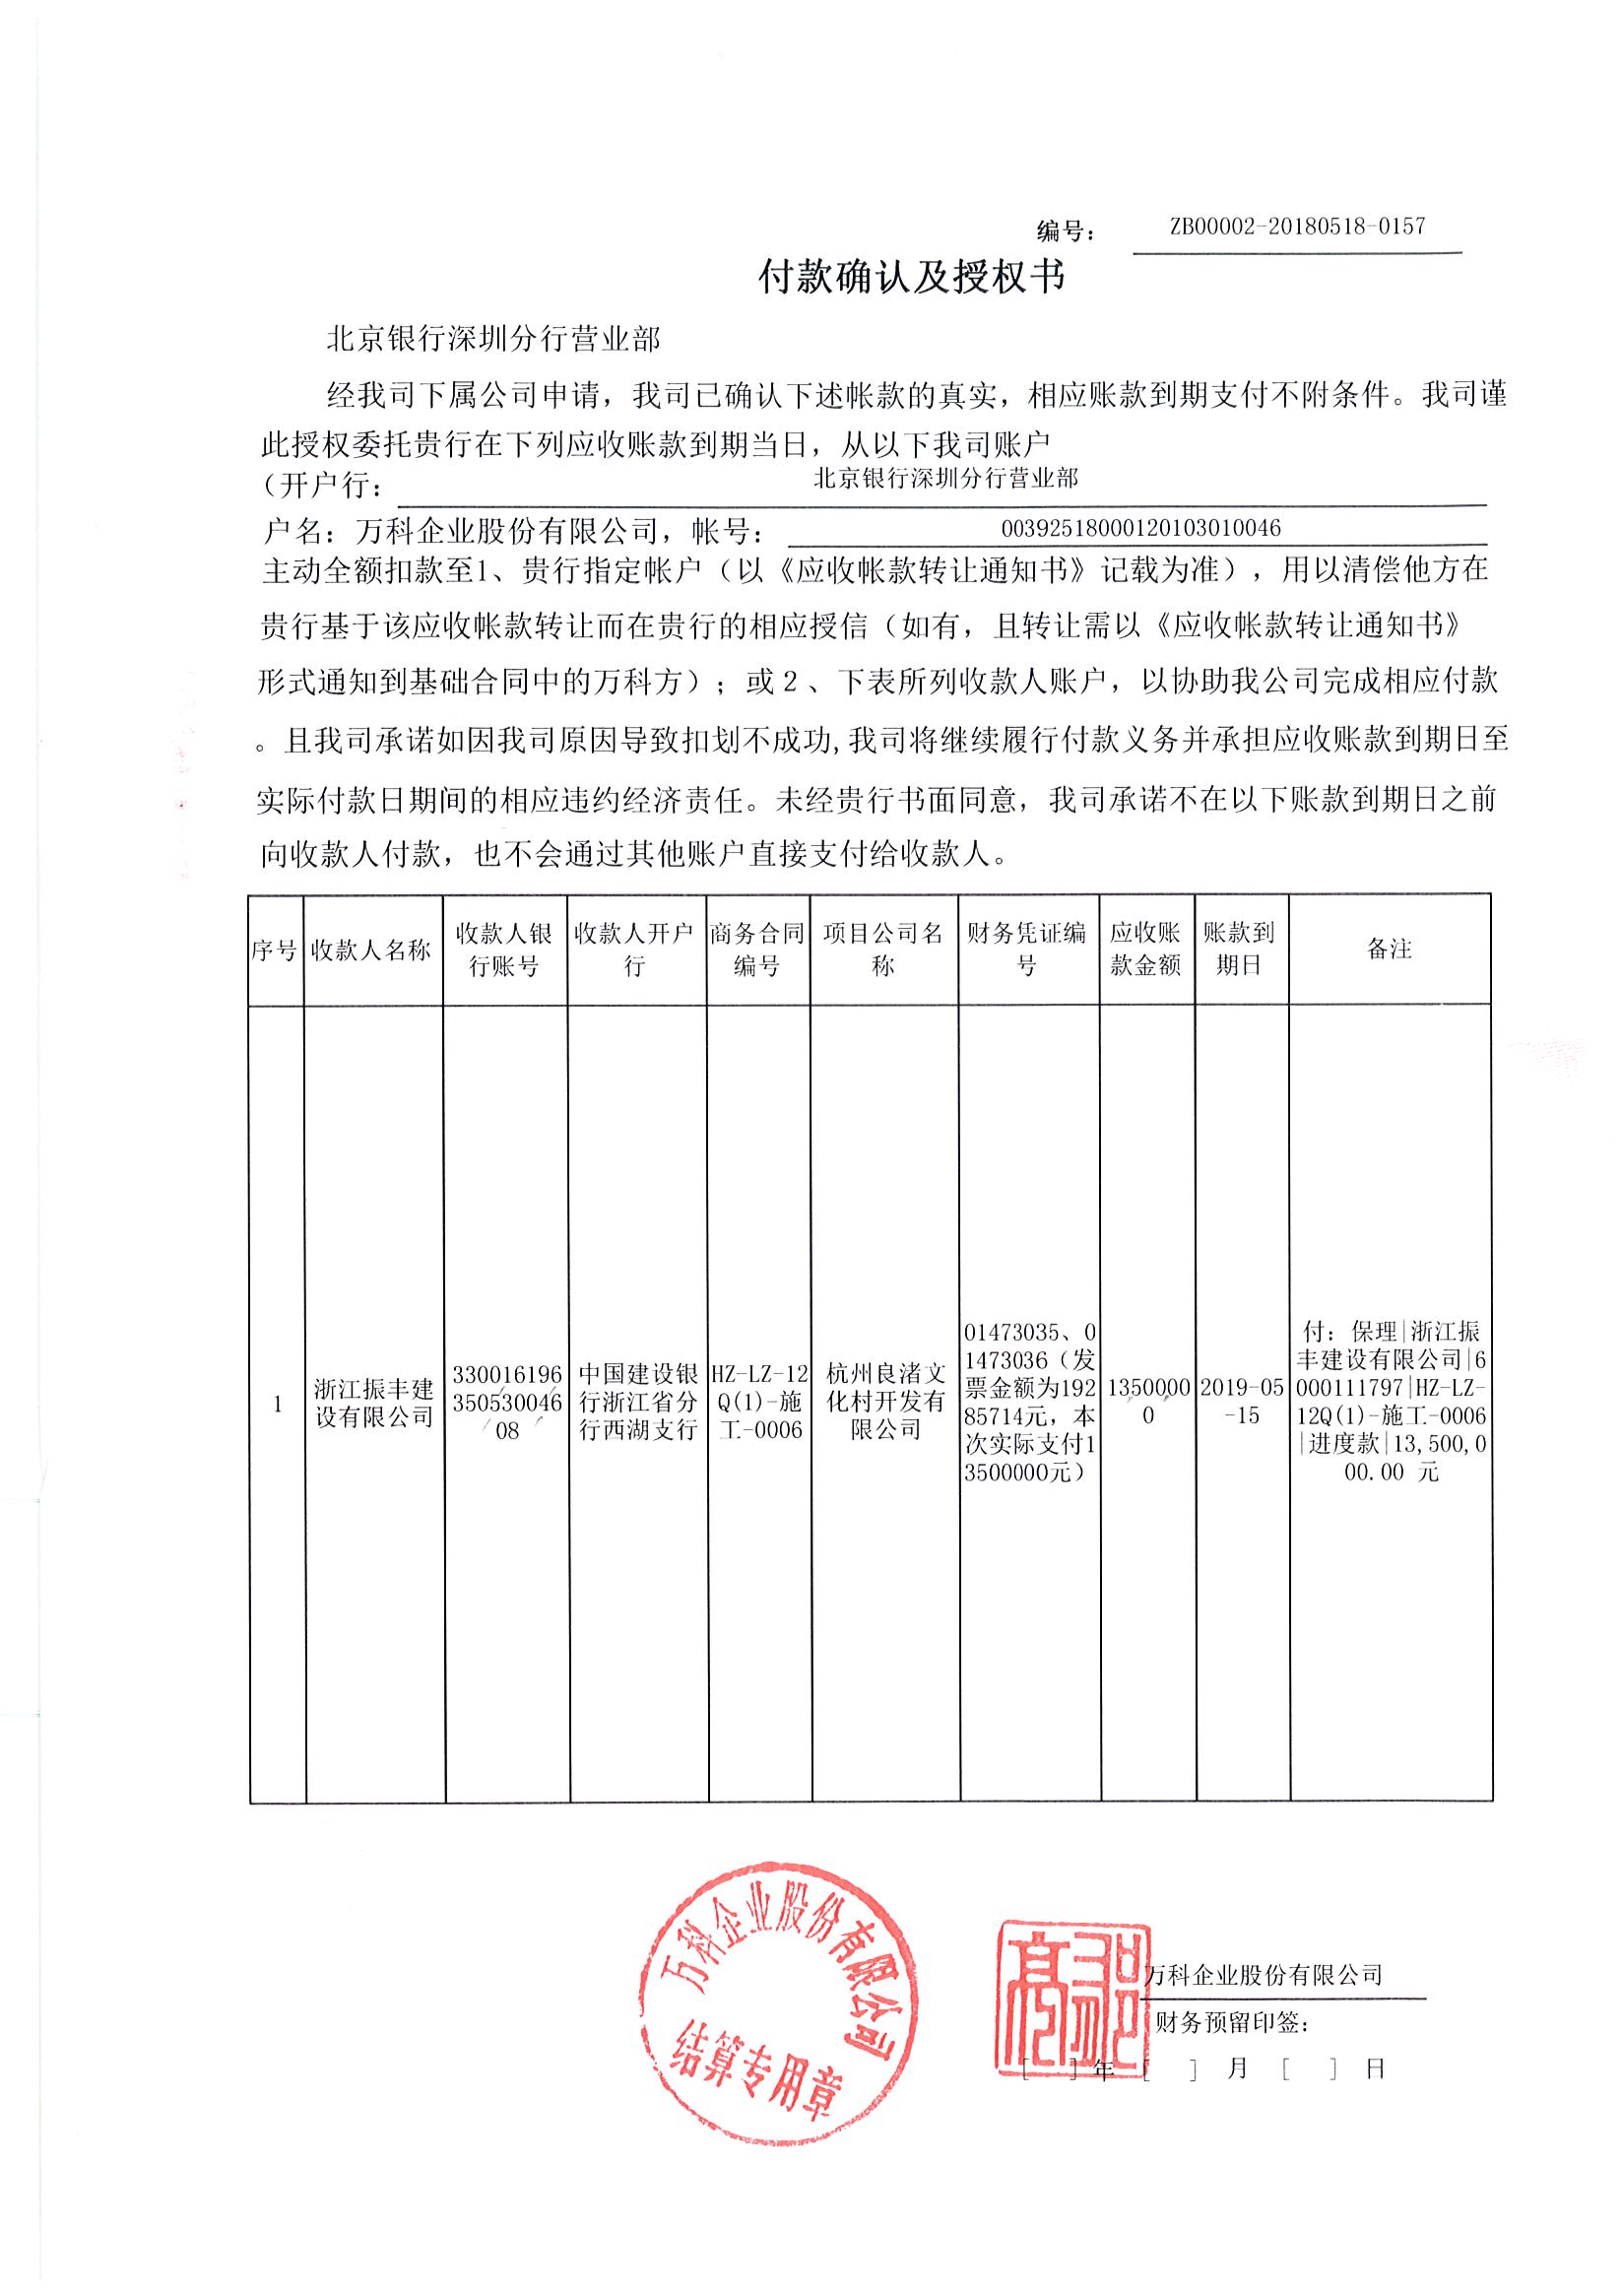 编号： ZB00002-20180518-0157
付款确认及授权书
北京银行深圳分行营业部
经我司下属公司申请，我司已确认下述帐款的真实，相应账款到期支付不附条件。我司谨
此授权委托贵行在下列应收账款到期当日，从以下我司账户
（开户行： 北京银行深圳分行营业部
户名：万科企业股份有限公司，帐号： 00392518000120103010046
主动全额扣款至1、贵行指定帐户（以《应收帐款转让通知书》记载为准），用以清偿他方在
贵行基于该应收帐款转让而在贵行的相应授信（如有，且转让需以《应收帐款转让通知书》
形式通知到基础合同中的万科方）；或２、下表所列收款人账户，以协助我公司完成相应付款
。且我司承诺如因我司原因导致扣划不成功,我司将继续履行付款义务并承担应收账款到期日至
实际付款日期间的相应违约经济责任。未经贵行书面同意，我司承诺不在以下账款到期日之前
向收款人付款，也不会通过其他账户直接支付给收款人。
序号
收款人名称
收款人银
行账号
收款人开户
行
商务合同
编号
项目公司名
称
财务凭证编
号
应收账
款金额
账款到
期日
备注
1
浙江振丰建
设有限公司
330016196
350530046
08
中国建设银
行浙江省分
行西湖支行
HZ-LZ-12
Q(1)-施
工-0006
杭州良渚文
化村开发有
限公司
01473035、0
1473036（发
票金额为192
85714元，本
次实际支付1
3500000元）
1350000
0
2019-05
-15
付：保理|浙江振
丰建设有限公司|6
000111797|HZ-LZ-
12Q(1)-施工-0006
|进度款|13,500,0
00.00 元
万科企业股份有限公司
结算专用章
万科企业股份有限公司
财务预留印签：
[ ]年[ ]月[ ]日